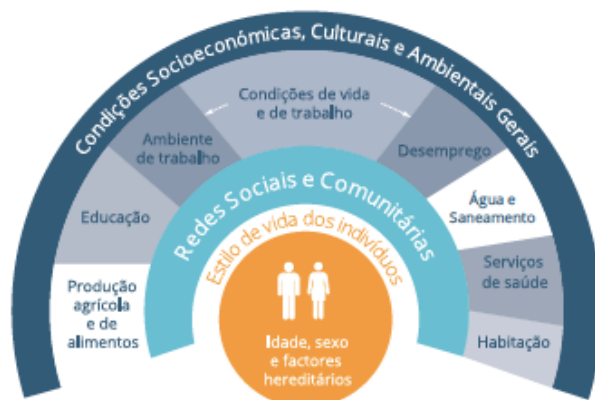 Condições Socioeconómicas, Culturais e Ambientais Gerais
Condições de vida
e de trabalho
Ambiente
de trabalho
Desemprego
Educação
Água e
Saneamento
Produção
agrícola
e de
alimentos
Serviços
de saúde
Habitação
Redes Sociais e Comunitárias
Estilo de vida dos indivíduos
Idade, sexo
e factores
hereditários